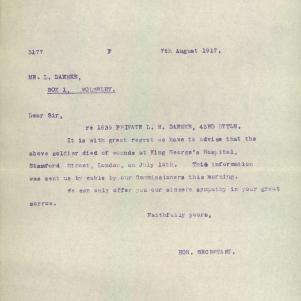 3177 F 7th August 1917.
MR. L. DAHMKE,
BOX 1, WOLSELEY.
Dear Sir,
re 1835 PRIVATE L. H. DAHMKE, 43RD BTTLN.
It is with great regret we have to advise that the
above soldier died of wounds at King George's Hospital,
Stamford Street, London, on July 14th. This information
was sent us by cable by our Commissioners this morning.
We can only offer you our sincere sympathy in your great
sorrow.
Faithfully yours,
HON. SECRETARY.